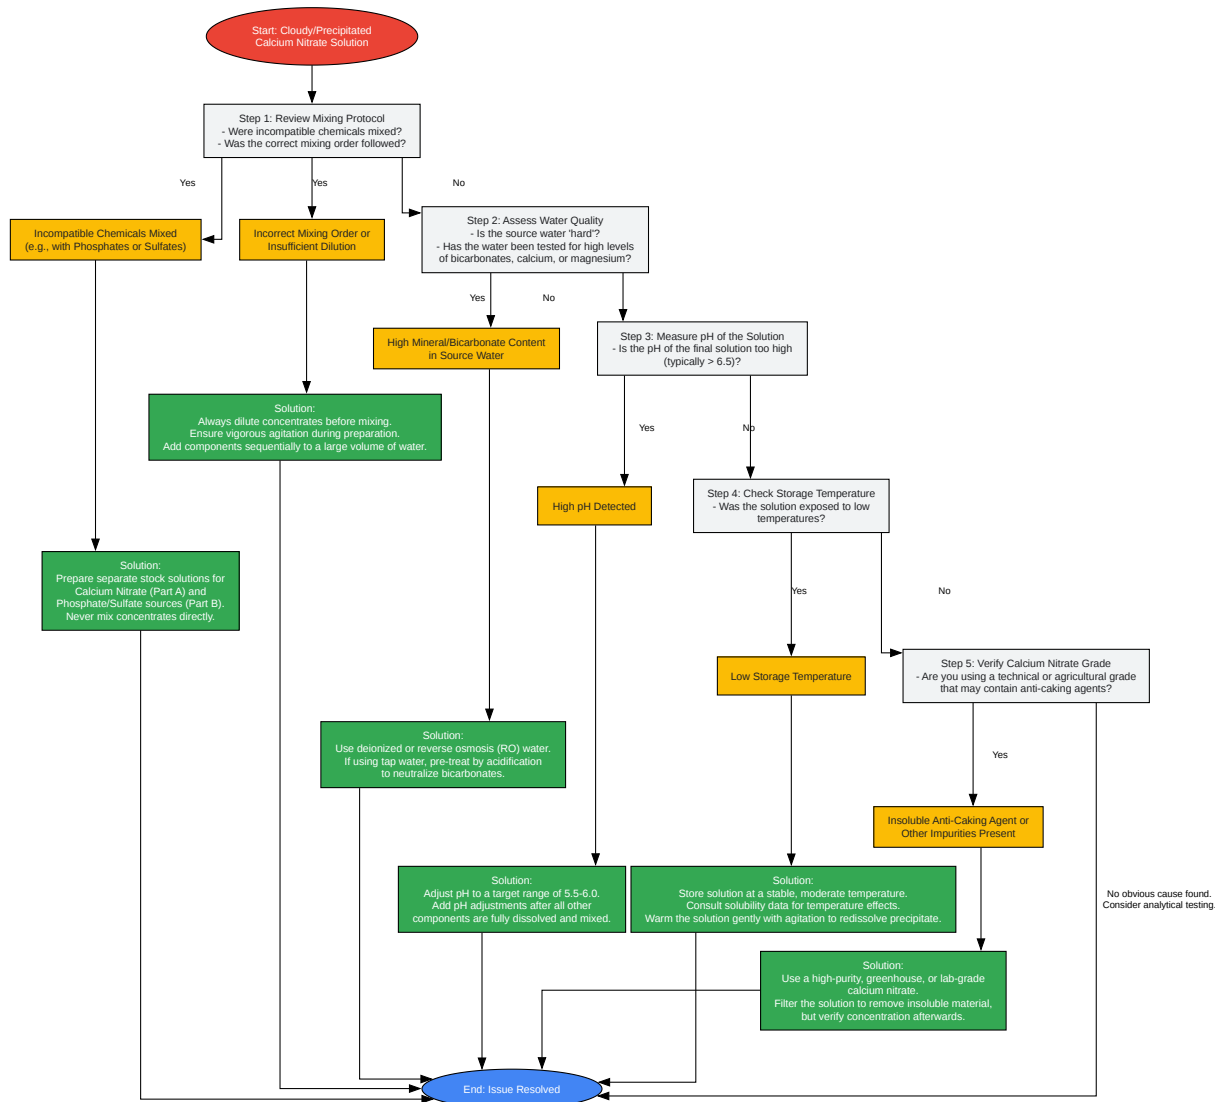 Start: Cloudy/Precipitated
Calcium Nitrate Solution
Step 1: Review Mixing Protocol
- Were incompatible chemicals mixed?
- Was the correct mixing order followed?
Yes
Yes
No
Incompatible Chemicals Mixed
(e.g., with Phosphates or Sulfates)
Incorrect Mixing Order or
Insufficient Dilution
Step 2: Assess Water Quality
- Is the source water 'hard'?
- Has the water been tested for high levels
of bicarbonates, calcium, or magnesium?
Yes
No
High Mineral/Bicarbonate Content
in Source Water
Step 3: Measure pH of the Solution
- Is the pH of the final solution too high
(typically > 6.5)?
Solution:
Always dilute concentrates before mixing.
Ensure vigorous agitation during preparation.
Add components sequentially to a large volume of water.
Yes
No
High pH Detected
Step 4: Check Storage Temperature
- Was the solution exposed to low
temperatures?
Solution:
Prepare separate stock solutions for
Calcium Nitrate (Part A) and
Phosphate/Sulfate sources (Part B).
Never mix concentrates directly.
Yes
No
Low Storage Temperature
Step 5: Verify Calcium Nitrate Grade
- Are you using a technical or agricultural grade
that may contain anti-caking agents?
Solution:
Use deionized or reverse osmosis (RO) water.
If using tap water, pre-treat by acidification
to neutralize bicarbonates.
Yes
Insoluble Anti-Caking Agent or
Other Impurities Present
Solution:
Adjust pH to a target range of 5.5-6.0.
Add pH adjustments after all other
components are fully dissolved and mixed.
Solution:
Store solution at a stable, moderate temperature.
Consult solubility data for temperature effects.
Warm the solution gently with agitation to redissolve precipitate.
No obvious cause found.
Consider analytical testing.
Solution:
Use a high-purity, greenhouse, or lab-grade
calcium nitrate.
Filter the solution to remove insoluble material,
but verify concentration afterwards.
End: Issue Resolved